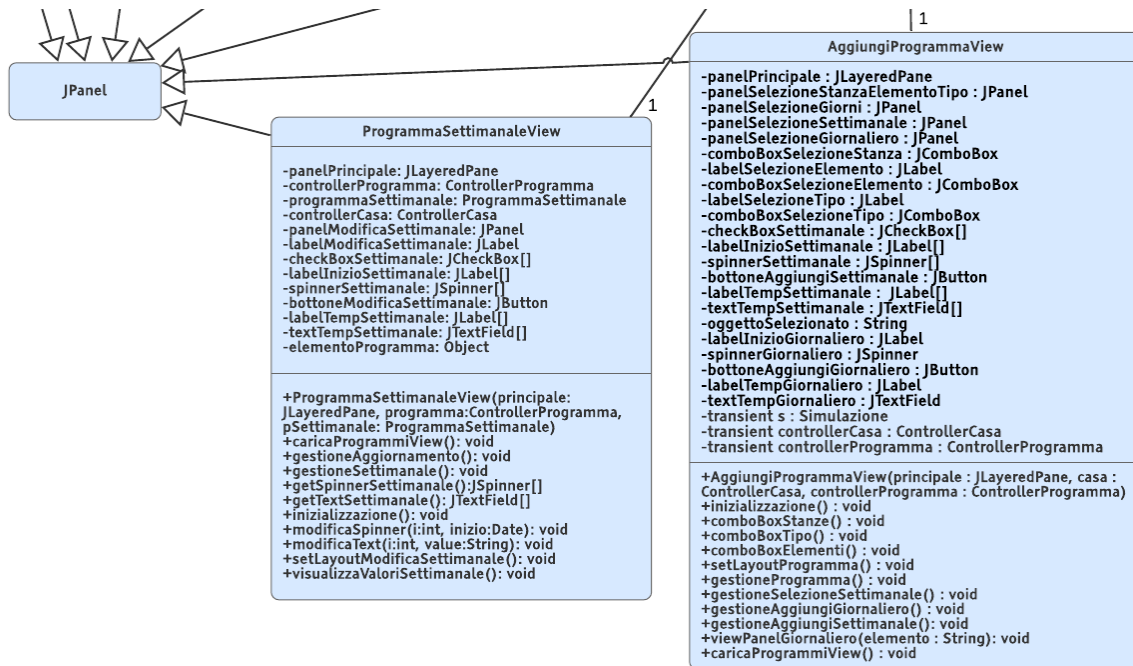 1
AggiungiProgrammaView
-panelPrincipale : JLayeredPane
-panelSelezioneStanzaElementoTipo : JPanel
-panelSelezioneGiorni : JPanel
-panelSelezioneSettimanale : JPanel
-panelSelezioneGiornaliero : JPanel
-comboBoxSelezioneStanza : JComboBox
-labelSelezioneElemento : JLabel
-comboBoxSelezioneElemento : JComboBox
-labelSelezioneTipo : JLabel
-comboBoxSelezioneTipo : JComboBox
-checkBoxSettimanale : JCheckBox[]
-labelInizioSettimanale : JLabel[]
-spinnerSettimanale : JSpinner[]
-bottoneAggiungiSettimanale : JButton
-labelTempSettimanale :  JLabel[]
-textTempSettimanale : JTextField[]
-oggettoSelezionato : String
-labelInizioGiornaliero : JLabel
-spinnerGiornaliero : JSpinner
-bottoneAggiungiGiornaliero : JButton
-labelTempGiornaliero : JLabel
-textTempGiornaliero : JTextField
-transient s : Simulazione
-transient controllerCasa : ControllerCasa
-transient controllerProgramma : ControllerProgramma
+AggiungiProgrammaView(principale : JLayeredPane, casa :
ControllerCasa, controllerProgramma : ControllerProgramma)
+inizializzazione() : void
+comboBoxStanze() : void
+comboBoxTipo() : void
+comboBoxElementi() : void
+setLayoutProgramma() : void
+gestioneProgramma() : void
+gestioneSelezioneSettimanale() : void
+gestioneAggiungiGiornaliero() : void
+gestioneAggiungiSettimanale(): void
+viewPanelGiornaliero(elemento : String): void
+caricaProgrammiView() : void
JPanel
1
ProgrammaSettimanaleView
-panelPrincipale: JLayeredPane
-controllerProgramma: ControllerProgramma
-programmaSettimanale: ProgrammaSettimanale
-controllerCasa: ControllerCasa
-panelModificaSettimanale: JPanel
-labelModificaSettimanale: JLabel
-checkBoxSettimanale: JCheckBox[]
-labelInizioSettimanale: JLabel[]
-spinnerSettimanale: JSpinner[]
-bottoneModificaSettimanale: JButton
-labelTempSettimanale: JLabel[]
-textTempSettimanale: JTextField[]
-elementoProgramma: Object
+ProgrammaSettimanaleView(principale:
JLayeredPane, programma:ControllerProgramma,
pSettimanale: ProgrammaSettimanale)
+caricaProgrammiView(): void
+gestioneAggiornamento(): void
+gestioneSettimanale(): void
+getSpinnerSettimanale():JSpinner[]
+getTextSettimanale(): JTextField[]
+inizializzazione(): void
+modificaSpinner(i:int, inizio:Date): void
+modificaText(i:int, value:String): void
+setLayoutModificaSettimanale(): void
+visualizzaValoriSettimanale(): void